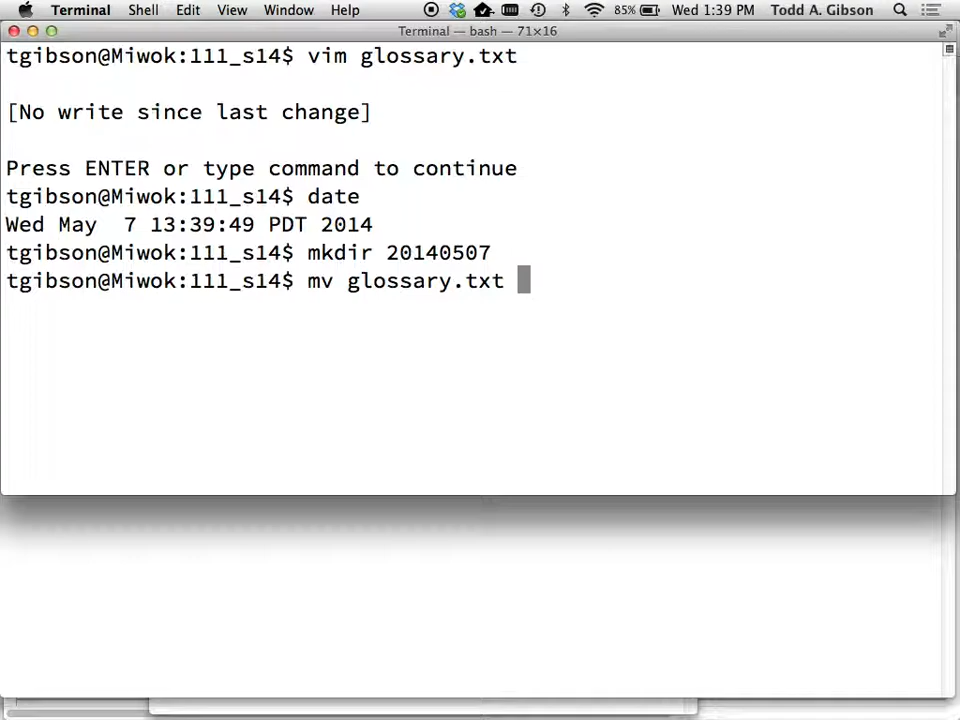 Terminal Shell Edit View Window Help 85% Wed 1:39 PM Todd A. Gibson
Terminal — bash — 71×16
tgibson@Miwok:111_s14$ vim glossary.txt
[No write since last change]
Press ENTER or type command to continue
tgibson@Miwok:111_s14$ date
Wed May  7 13:39:49 PDT 2014
tgibson@Miwok:111_s14$ mkdir 20140507
tgibson@Miwok:111_s14$ mv glossary.txt